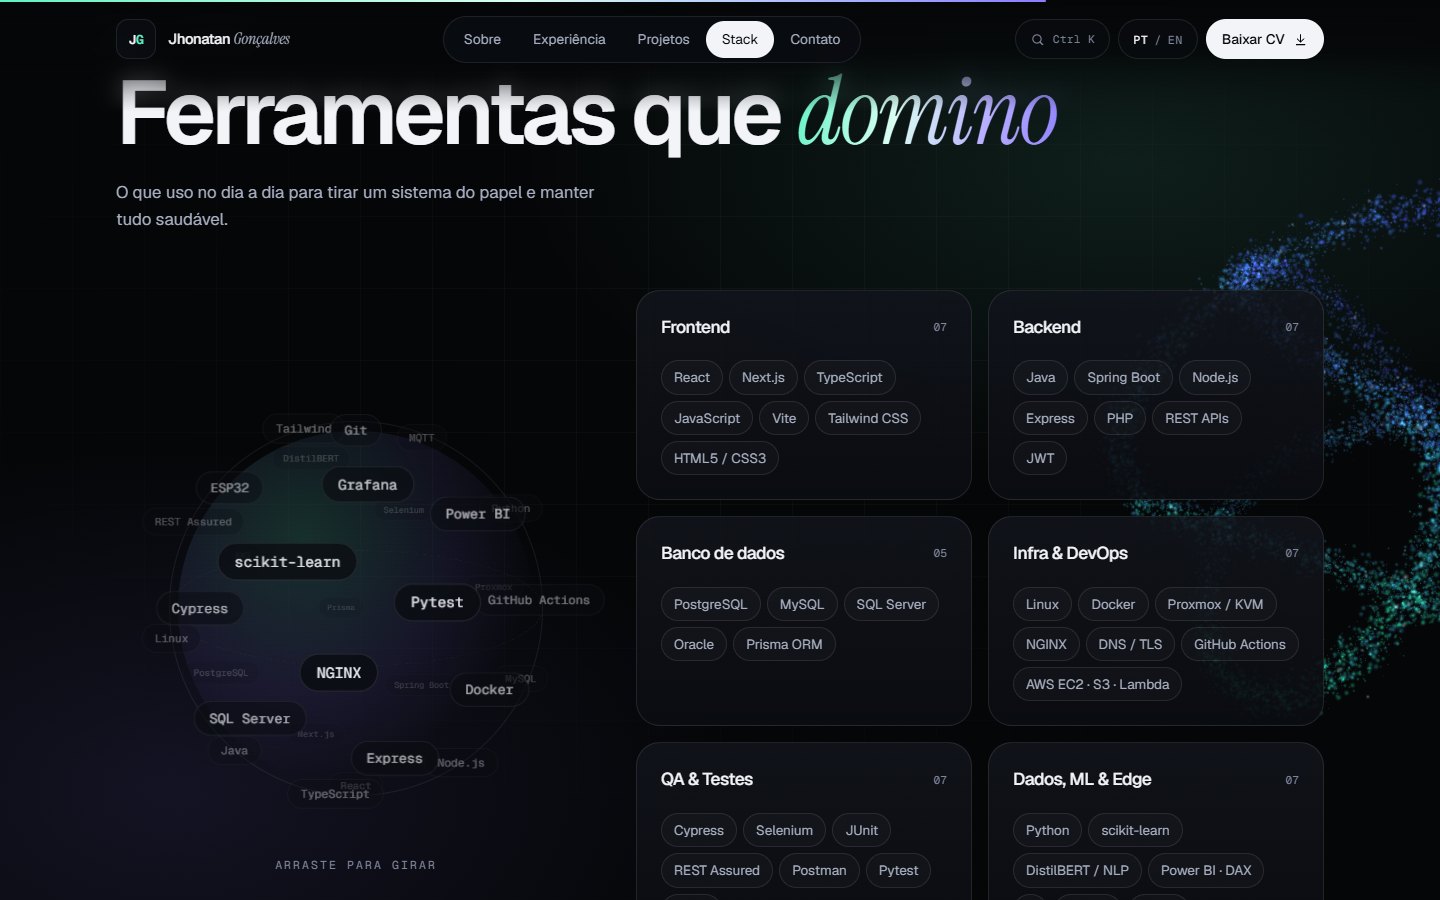 JG Jhonatan Gonçalves
Sobre Experiência Projetos Stack Contato
Ctrl K
PT / EN
Baixar CV
Ferramentas que domino
O que uso no dia a dia para tirar um sistema do papel e manter
tudo saudável.
Tailwind Git MQTT
DistilBERT
ESP32 Grafana
Selenium Power BI
REST Assured
scikit-learn
Proxmox
Cypress Prisma Pytest GitHub Actions
Linux
PostgreSQL NGINX Spring Boot Docker MySQL
SQL Server
Next.js
Java Express Node.js
React
TypeScript
ARRASTE PARA GIRAR
Frontend 07
React Next.js TypeScript
JavaScript Vite Tailwind CSS
HTML5 / CSS3
Backend 07
Java Spring Boot Node.js
Express PHP REST APIs
JWT
Banco de dados 05
PostgreSQL MySQL SQL Server
Oracle Prisma ORM
Infra & DevOps 07
Linux Docker Proxmox / KVM
NGINX DNS / TLS GitHub Actions
AWS EC2 · S3 · Lambda
QA & Testes 07
Cypress Selenium JUnit
REST Assured Postman Pytest
Dados, ML & Edge 07
Python scikit-learn
DistilBERT / NLP Power BI · DAX